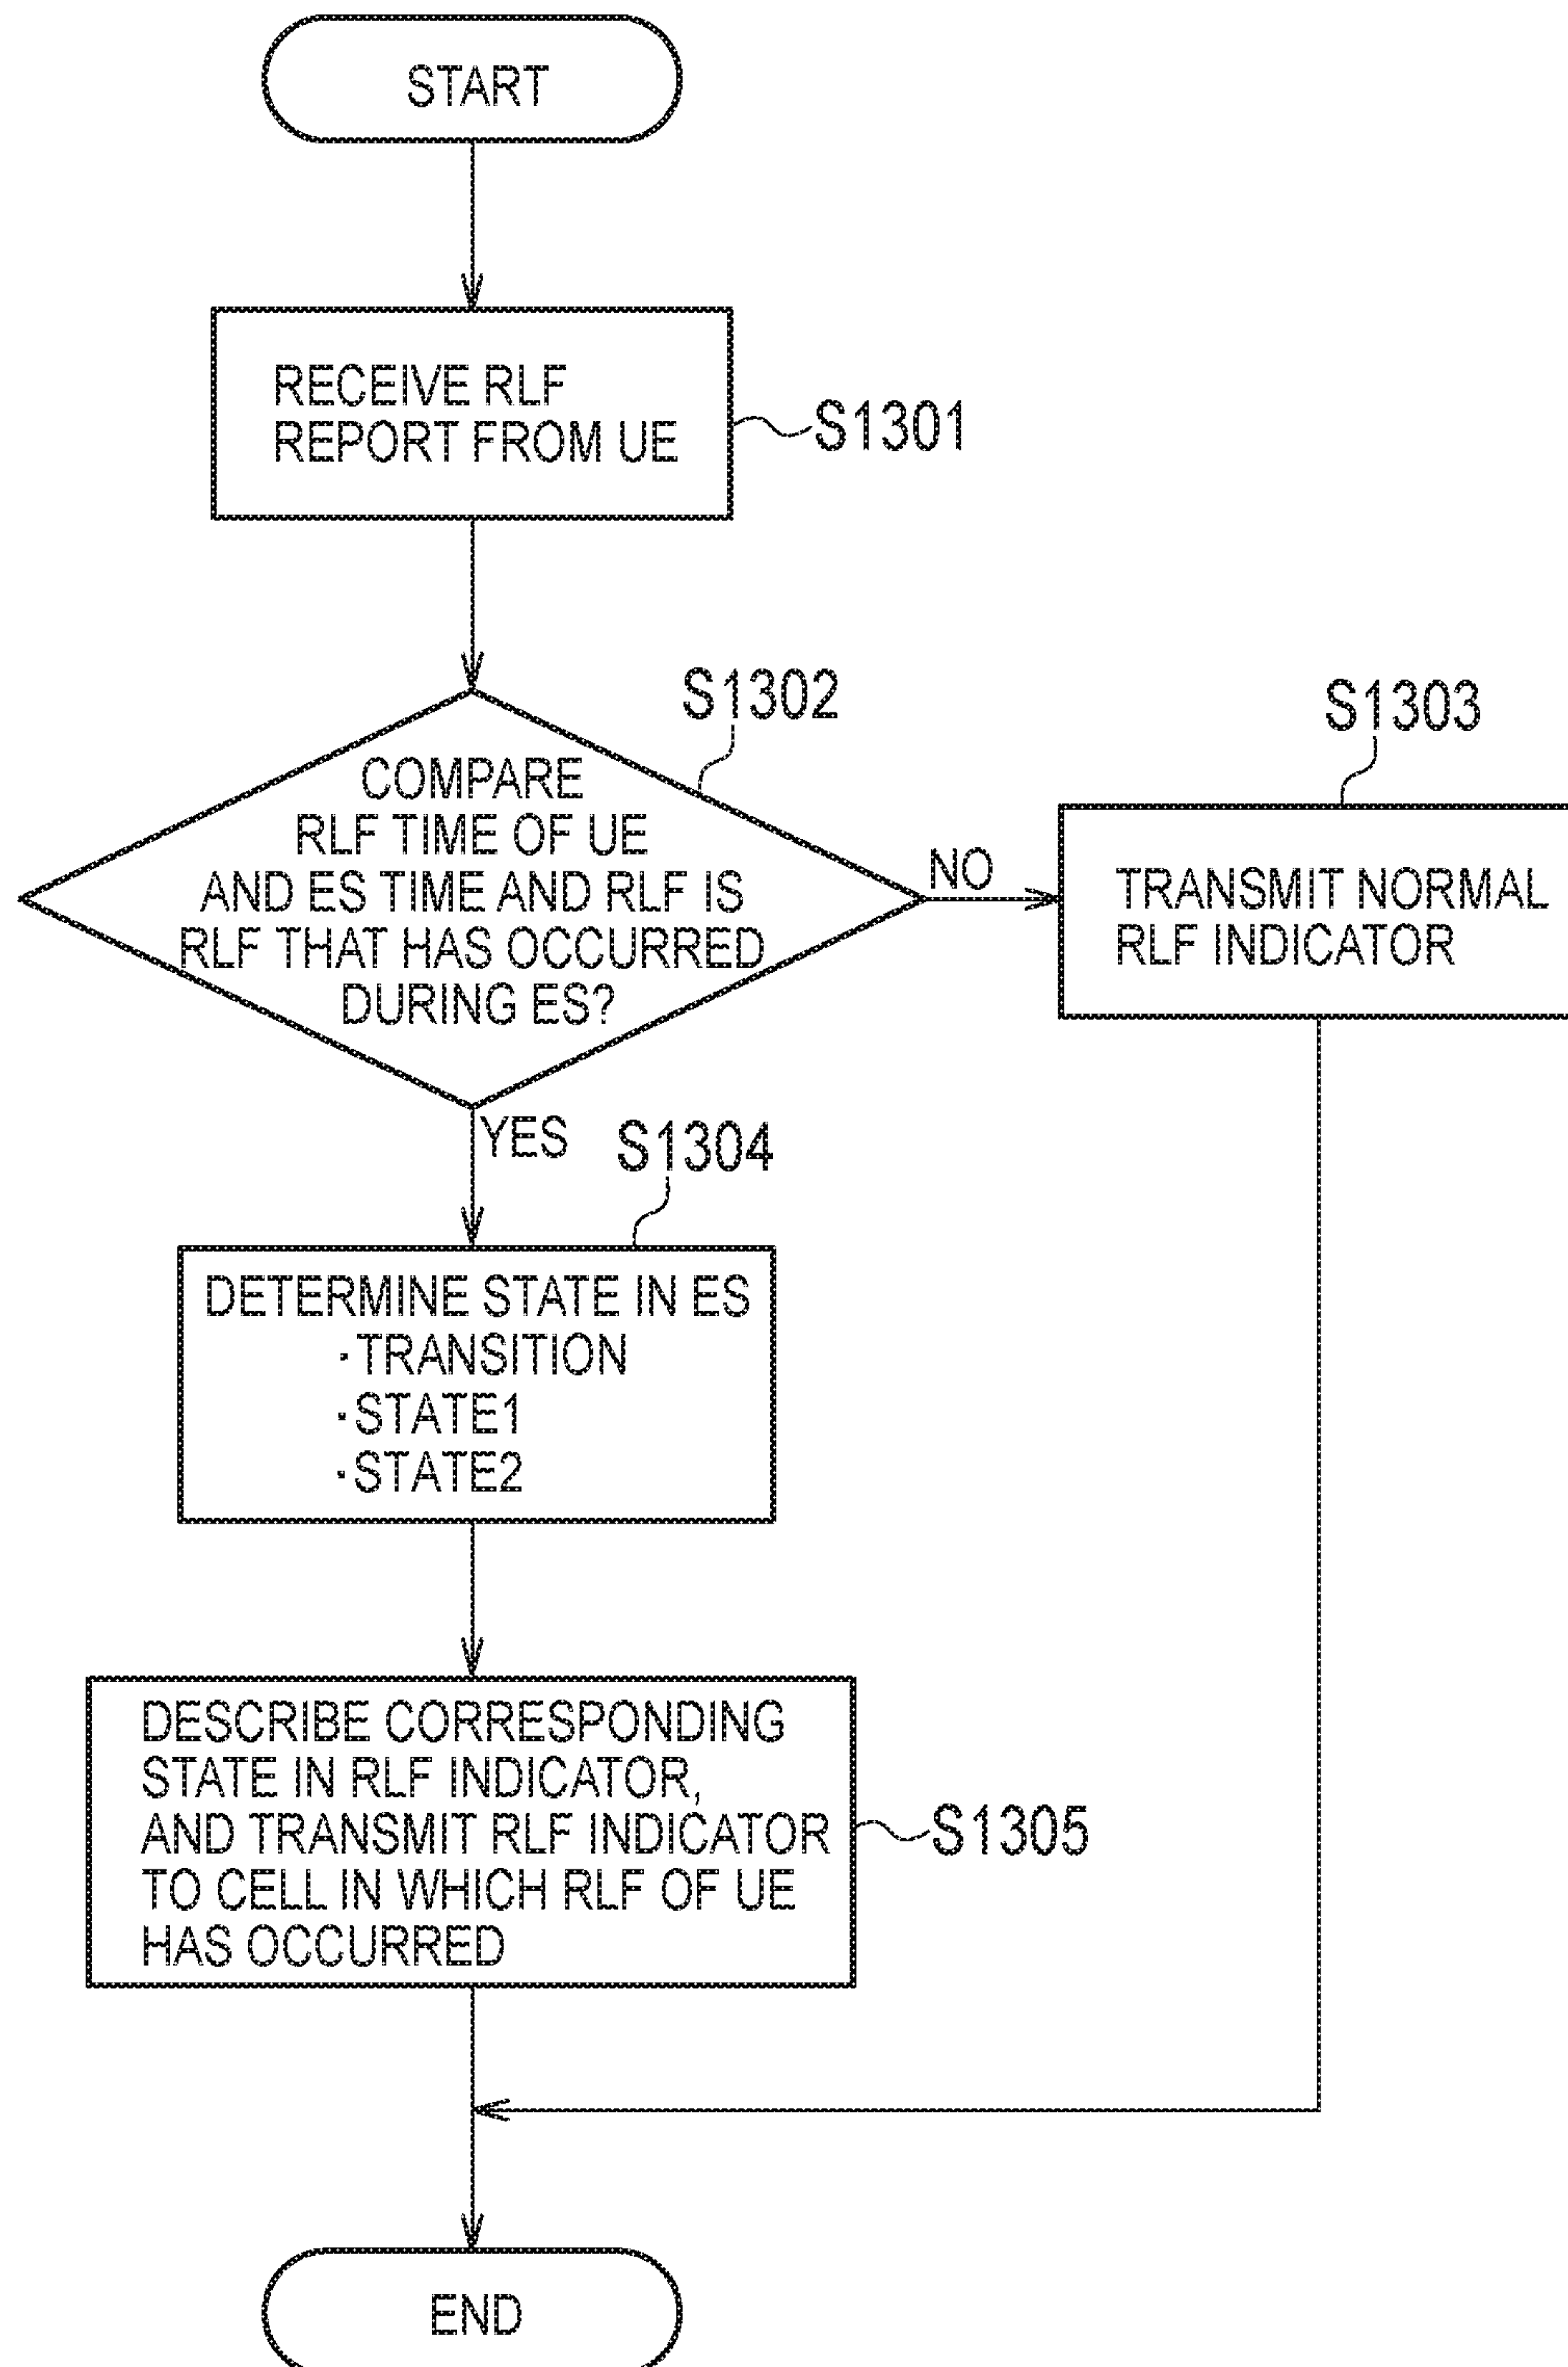 START
RECEIVE RLF
REPORT FROM UE
S1301
S1302
COMPARE
RLF TIME OF UE
AND ES TIME AND RLF IS
RLF THAT HAS OCCURRED
DURING ES?
NO
S1303
TRANSMIT NORMAL
RLF INDICATOR
YES
S1304
DETERMINE STATE IN ES
·TRANSITION
·STATE1
·STATE2
DESCRIBE CORRESPONDING
STATE IN RLF INDICATOR,
AND TRANSMIT RLF INDICATOR
TO CELL IN WHICH RLF OF UE
HAS OCCURRED
S1305
END